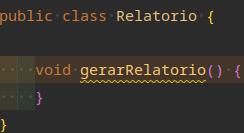 public class Relatorio {
void gerarRelatorio() {
}
}